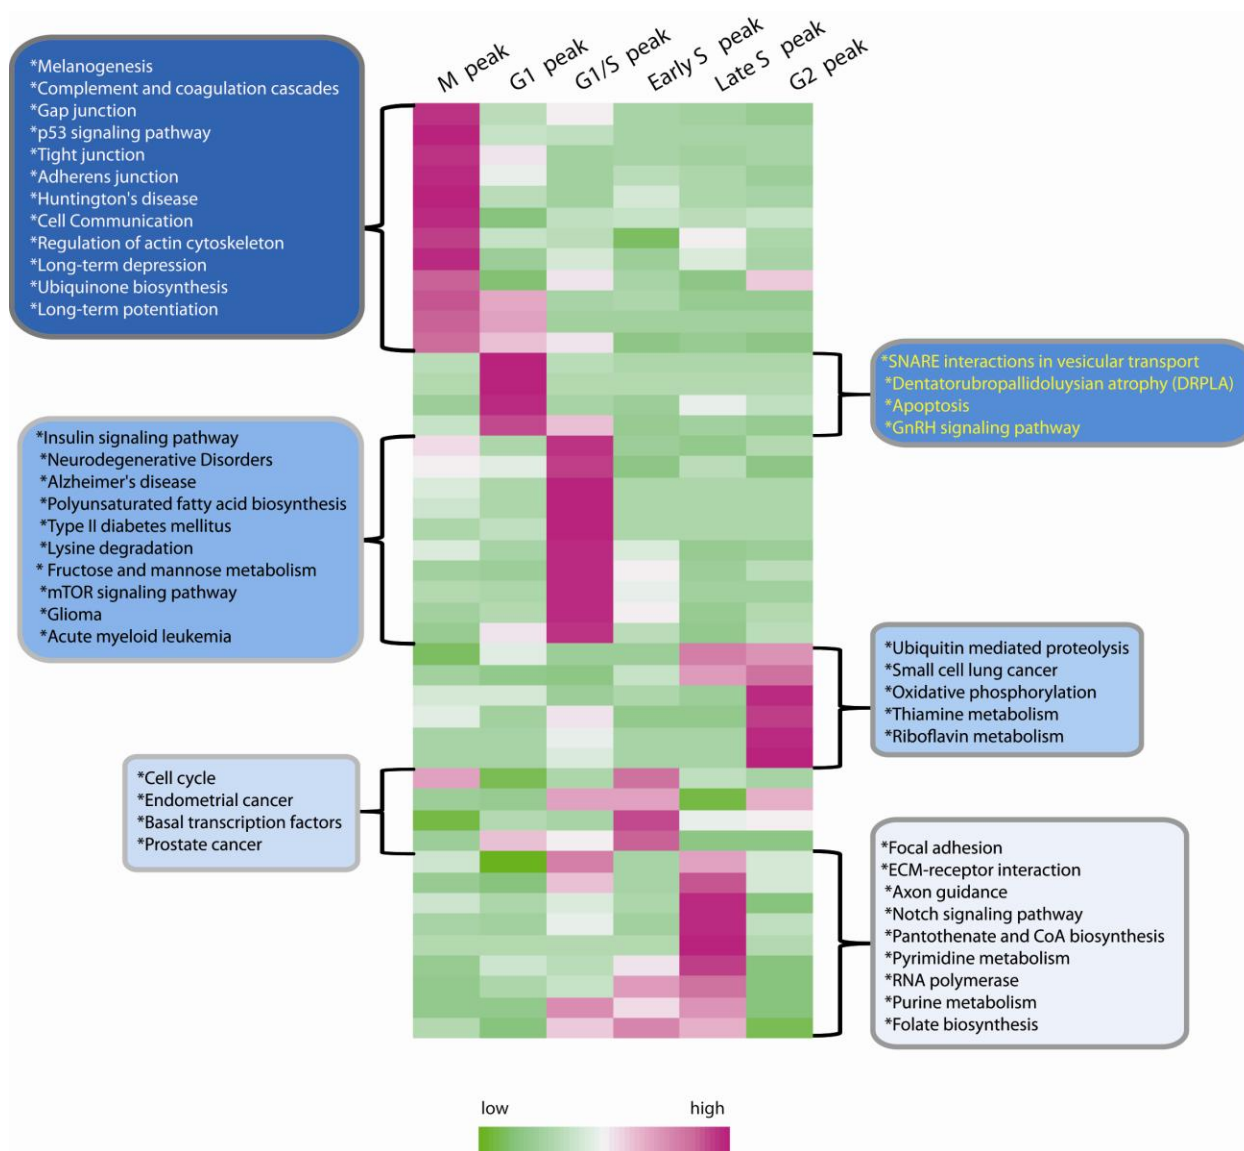 M peak
G1 peak
G1/S peak
Early S peak
Late S peak
G2 peak
*Melanogenesis
*Complement and coagulation cascades
*Gap junction
*p53 signaling pathway
*Tight junction
*Adherens junction
*Huntington's disease
*Cell Communication
*Regulation of actin cytoskeleton
*Long-term depression
*Ubiquinone biosynthesis
*Long-term potentiation
*SNARE interactions in vesicular transport
*Dentatorubropallidoluysian atrophy (DRPLA)
*Apoptosis
*GnRH signaling pathway
*Insulin signaling pathway
*Neurodegenerative Disorders
*Alzheimer's disease
*Polyunsaturated fatty acid biosynthesis
*Type II diabetes mellitus
*Lysine degradation
* Fructose and mannose metabolism
*mTOR signaling pathway
*Glioma
*Acute myeloid leukemia
*Ubiquitin mediated proteolysis
*Small cell lung cancer
*Oxidative phosphorylation
*Thiamine metabolism
*Riboflavin metabolism
*Cell cycle
*Endometrial cancer
*Basal transcription factors
*Prostate cancer
*Focal adhesion
*ECM-receptor interaction
*Axon guidance
*Notch signaling pathway
*Pantothenate and CoA biosynthesis
*Pyrimidine metabolism
*RNA polymerase
*Purine metabolism
*Folate biosynthesis
low
high